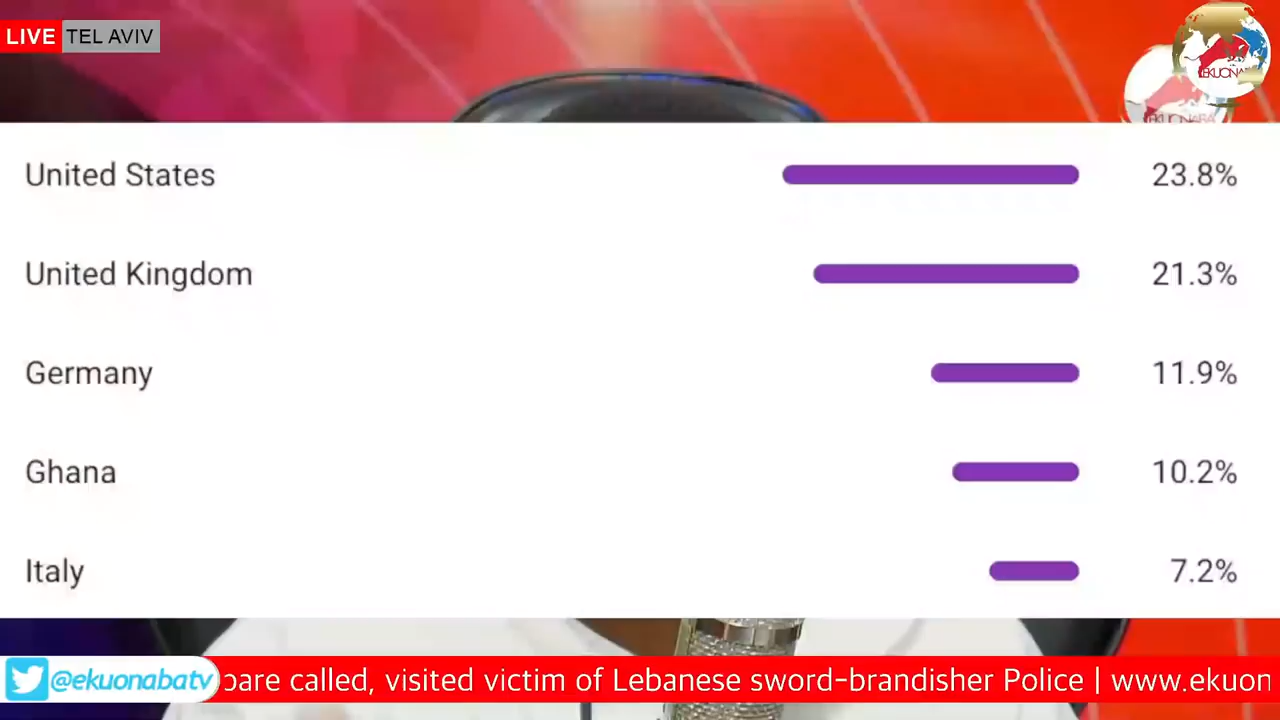 LIVE TEL AVIV
EKUONABA
United States 23.8%
United Kingdom 21.3%
Germany 11.9%
Ghana 10.2%
Italy 7.2%
@ekuonabatv called, visited victim of Lebanese sword-brandisher Police | www.ekuon